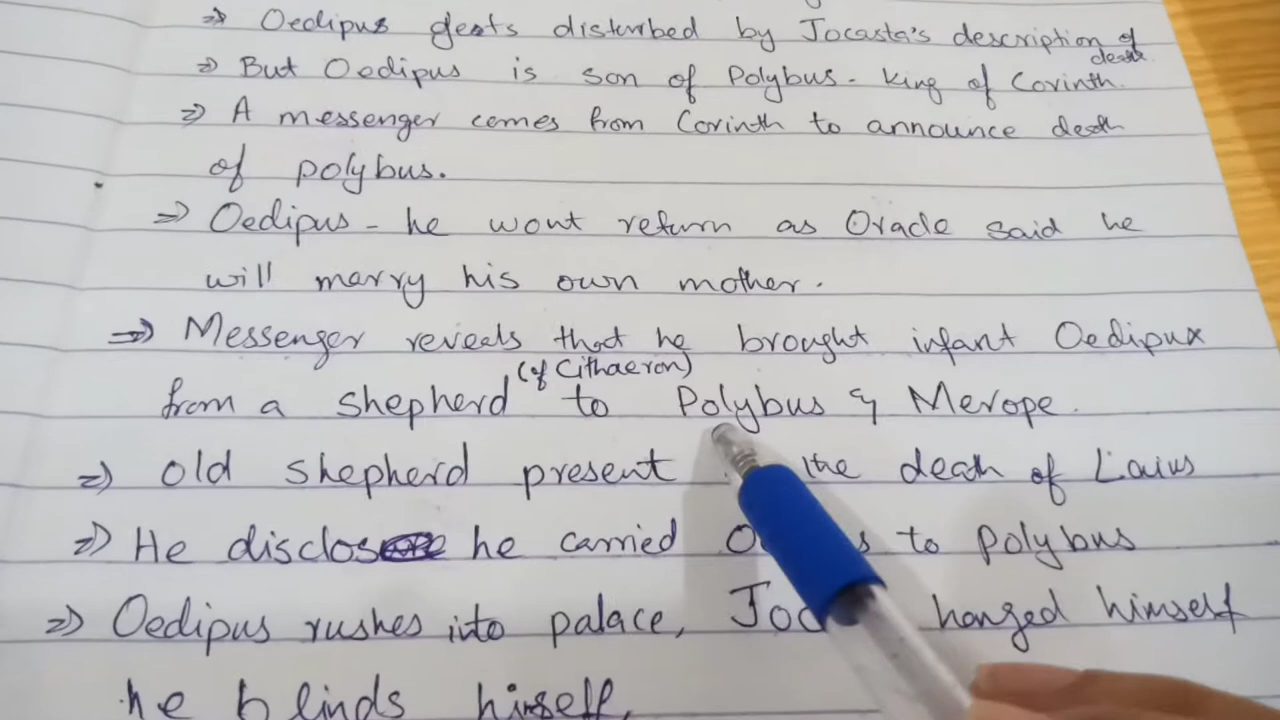 ⇒ Oedipus gets disturbed by Jocasta's description of
death
⇒ But Oedipus is son of Polybus - King of Corinth.
⇒ A messenger comes from Corinth to announce death
of polybus.
⇒ Oedipus - he wont return as Oracle said he
will marry his own mother.
⇒ Messenger reveals that he brought infant Oedipux
(of Cithaeron)
from a shepherd to Polybus & Merope.
⇒ old shepherd present the death of Laius
⇒ He disclos he carried to polybus
⇒ Oedipus rushes into palace, hanged himself
he blinds himself.